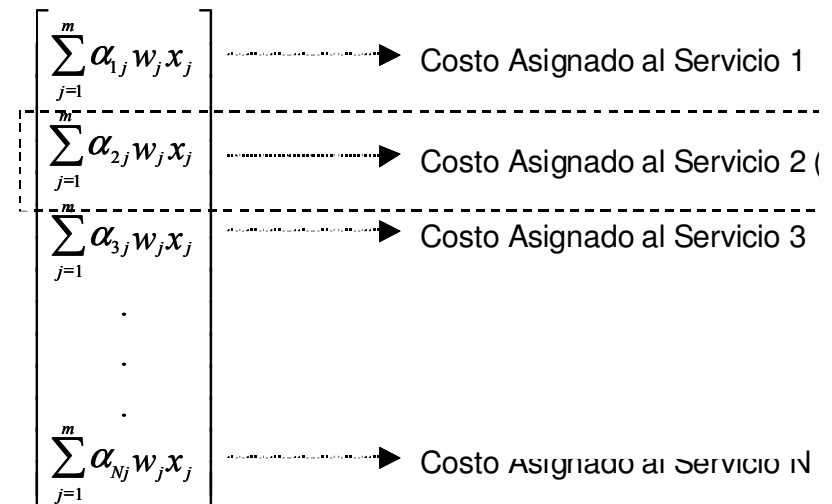 ∑_{j=1}^{m} α_{1j} w_j x_j Costo Asignado al Servicio 1
∑_{j=1}^{m} α_{2j} w_j x_j Costo Asignado al Servicio 2 (
∑_{j=1}^{m} α_{3j} w_j x_j Costo Asignado al Servicio 3
.
.
.
∑_{j=1}^{m} α_{Nj} w_j x_j Costo Asignado al Servicio N